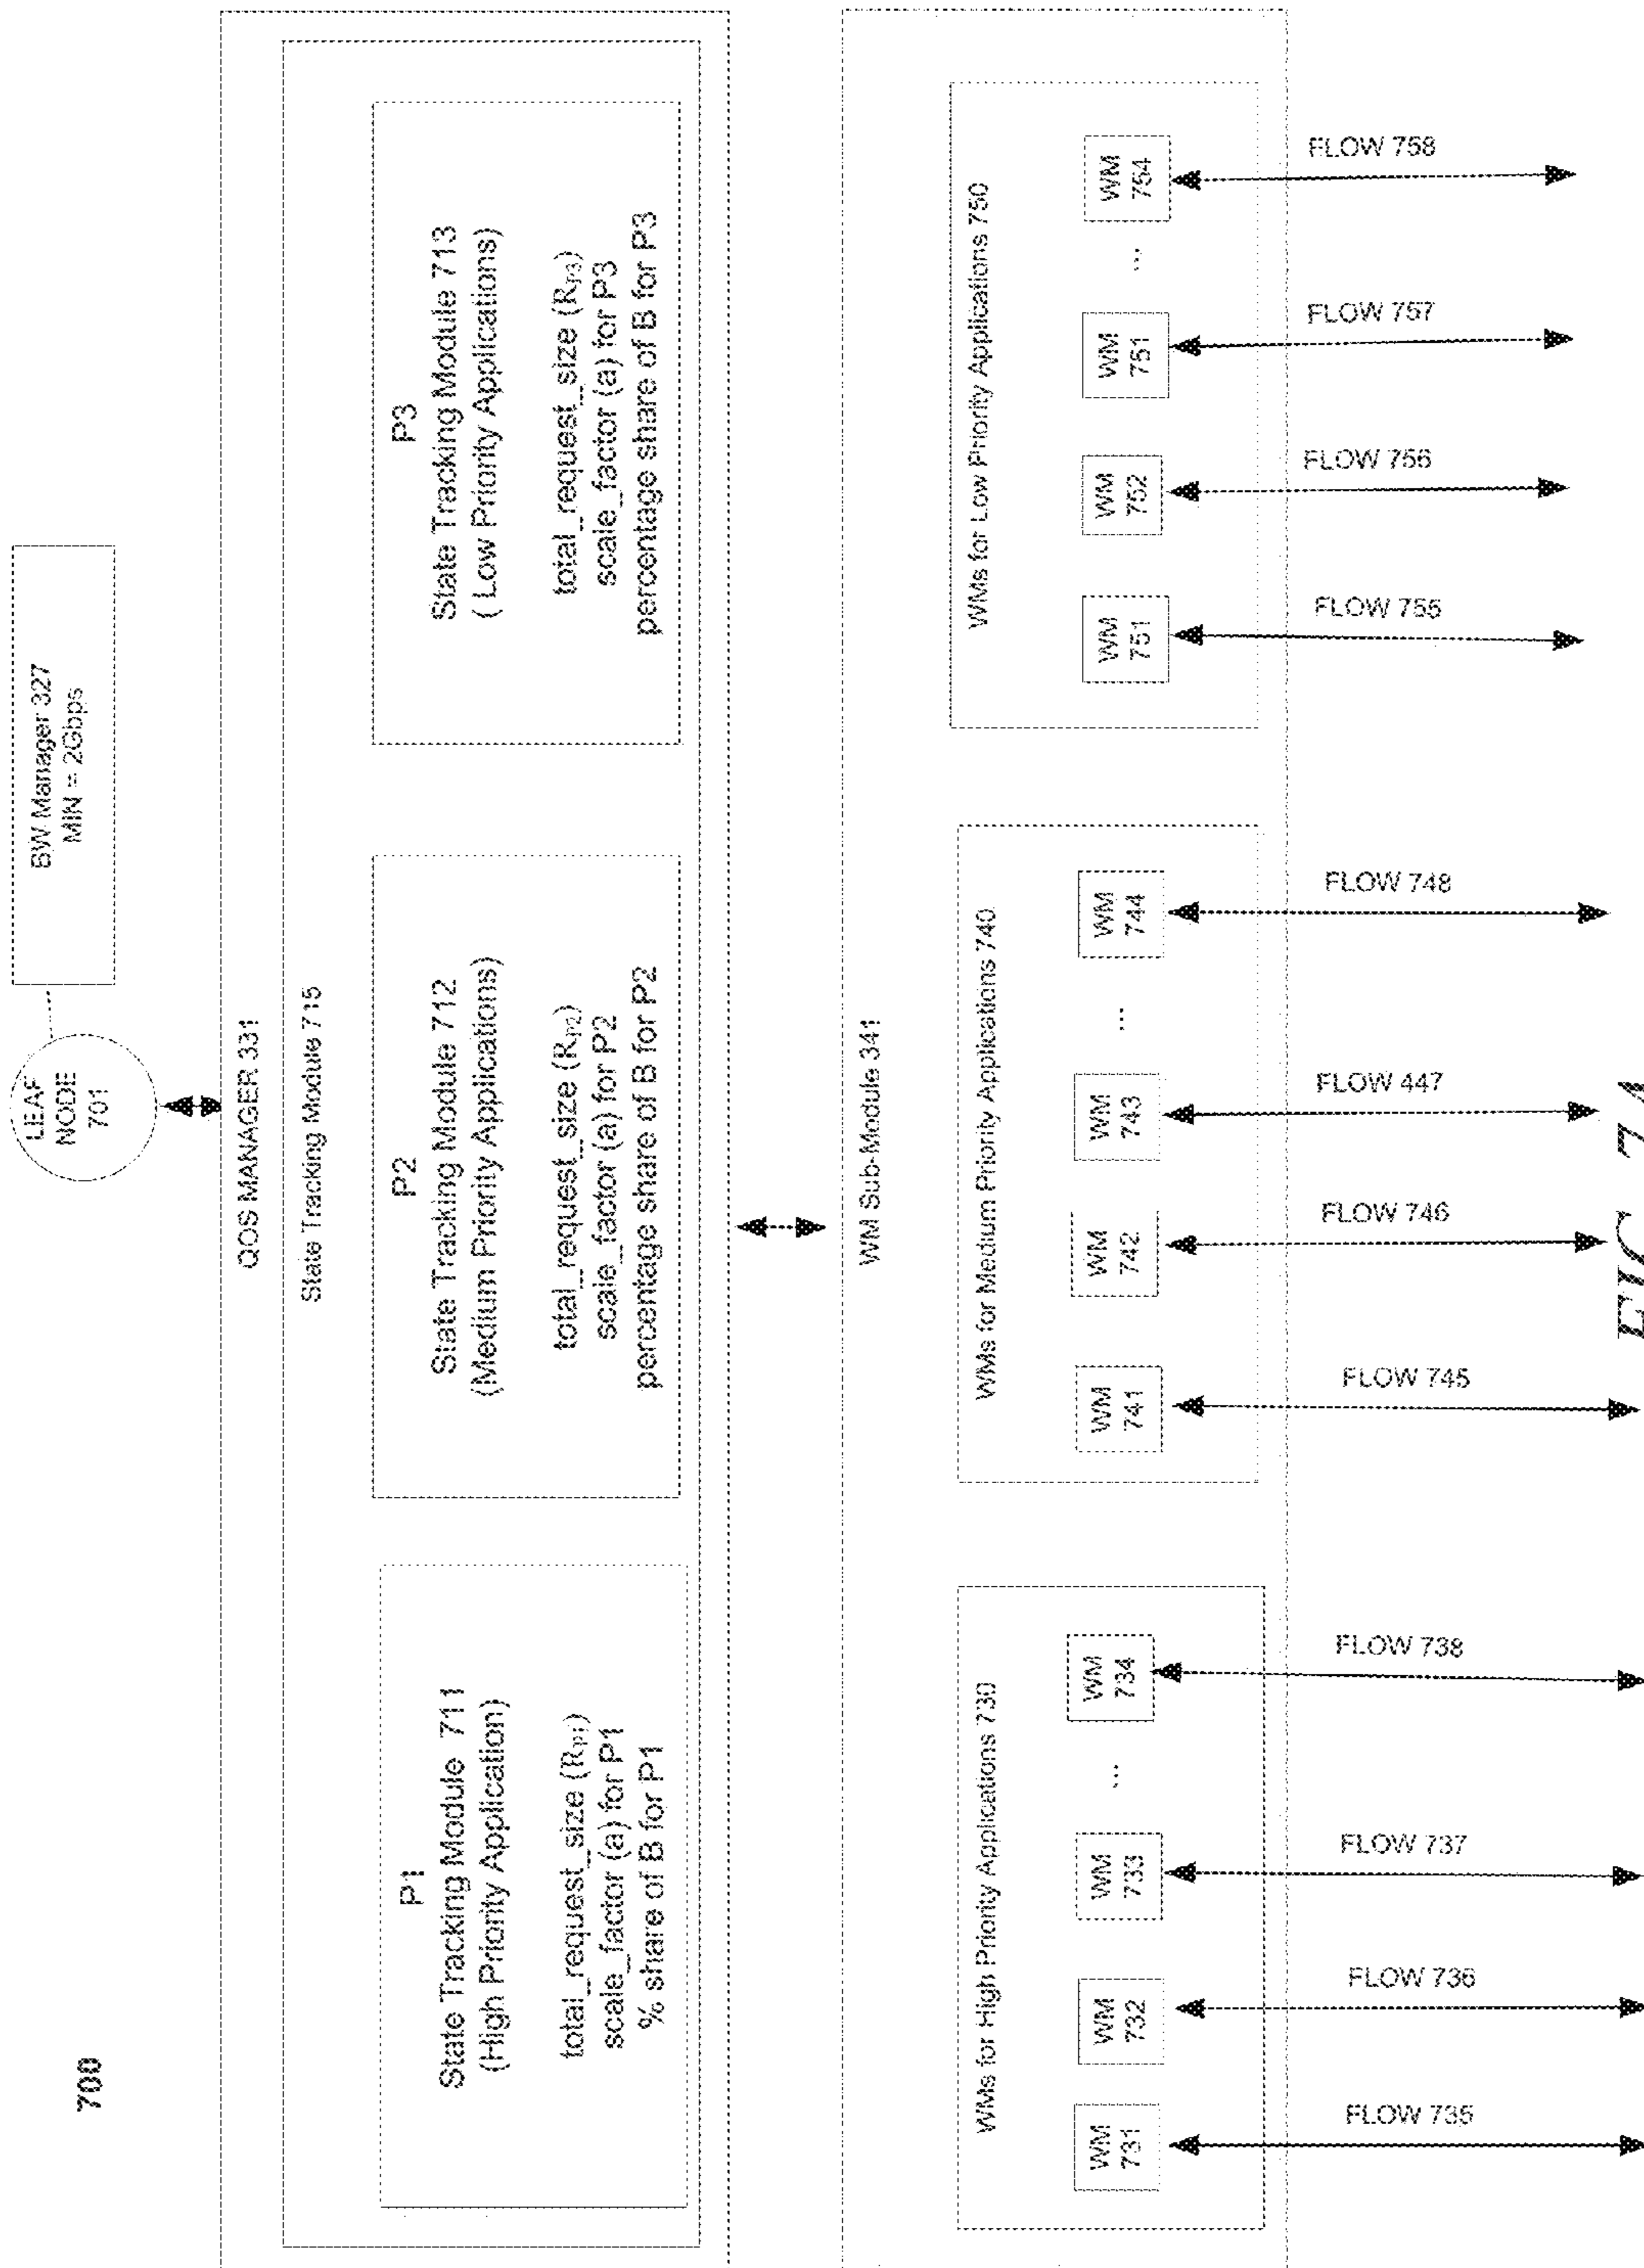 700
LEAF
NODE
701
BW Manager 327
MIN = 2Gbps
QOS MANAGER 331
State Tracking Module 715
P1
State Tracking Module 711
(High Priority Application)
total_request_size (RP1)
scale_factor (a) for P1
% share of B for P1
P2
State Tracking Module 712
(Medium Priority Applications)
total_request_size (RP2)
scale_factor (a) for P2
percentage share of B for P2
P3
State Tracking Module 713
( Low Priority Applications)
total_request_size (RP3)
scale_factor (a) for P3
percentage share of B for P3
WM Sub-Module 341
WMs for High Priority Applications 730
WM
731
WM
732
WM
733
...
WM
734
WMs for Medium Priority Applications 740
WM
741
WM
742
WM
743
...
WM
744
WMs for Low Priority Applications 750
WM
751
WM
752
WM
751
...
WM
754
FLOW 735
FLOW 736
FLOW 737
FLOW 738
FLOW 745
FLOW 746
FLOW 447
FLOW 748
FLOW 755
FLOW 756
FLOW 757
FLOW 758
FIG. 7A